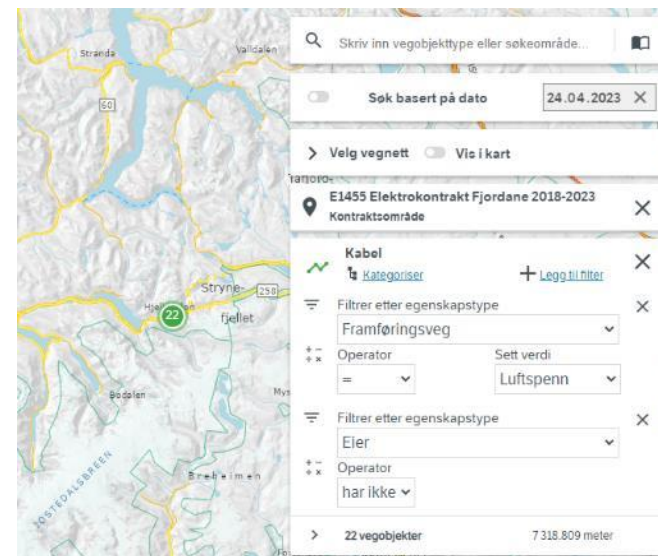 Skriv inn vegobjekttype eller søkeområde...
Stranda
Valldalen
60
Søk basert på dato
24.04.2023
Velg vegnett
Vis i kart
E1455 Elektrokontrakt Fjordane 2018-2023
Kontraktsområde
Kabel
Kategoriser
Legg til filter
Stryne-
258
22
fjellet
Filtrer etter egenskapstype
Framføringsveg
Operator
Sett verdi
=
Luftspenn
Bødalen
Mys
Filtrer etter egenskapstype
Eier
Operator
Breheimen
JOSTEDALSBREEN
har ikke
22 vegobjekter
7 318.809 meter